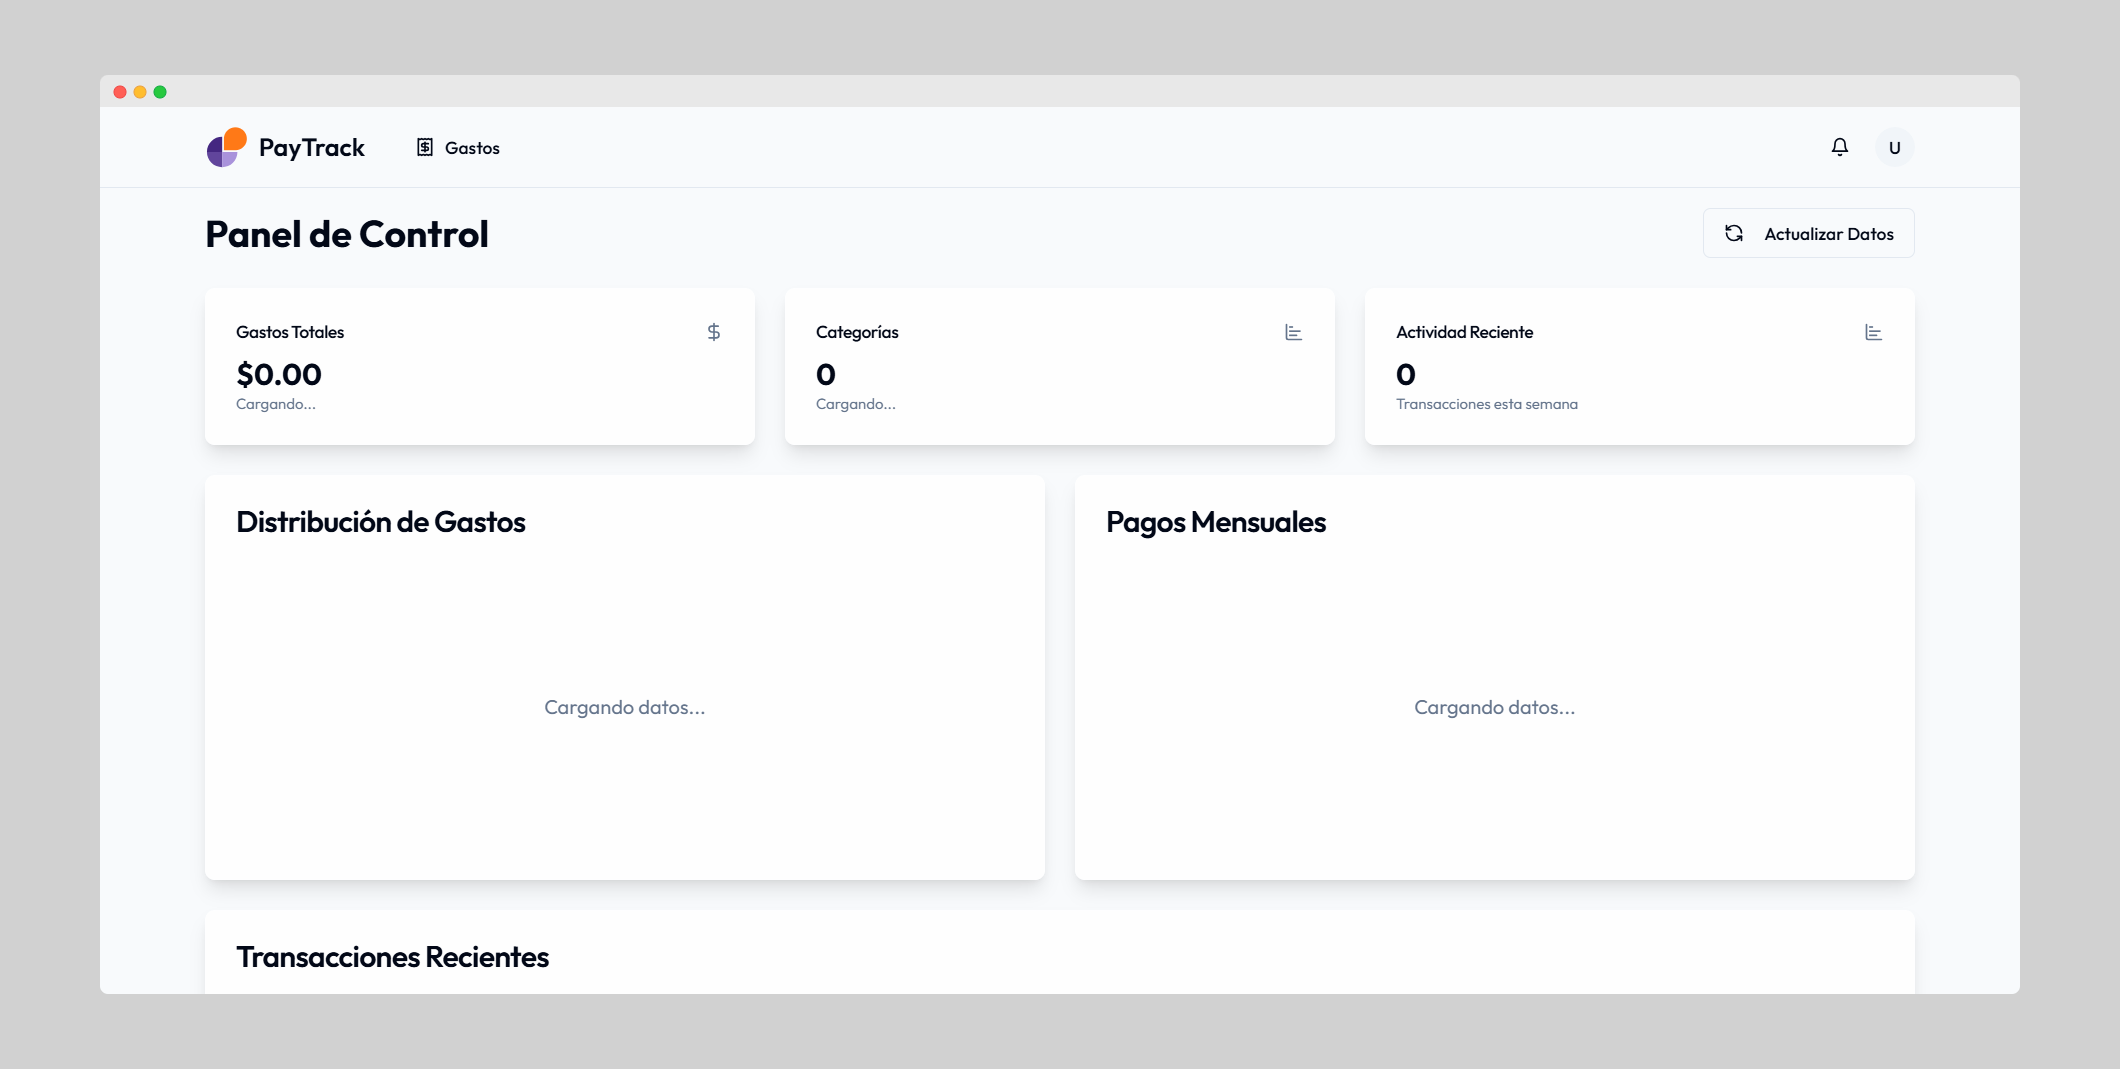 PayTrack
Gastos
U
Panel de Control
Actualizar Datos
Gastos Totales
$0.00
Cargando...
Categorías
0
Cargando...
Actividad Reciente
0
Transacciones esta semana
Distribución de Gastos
Cargando datos...
Pagos Mensuales
Cargando datos...
Transacciones Recientes